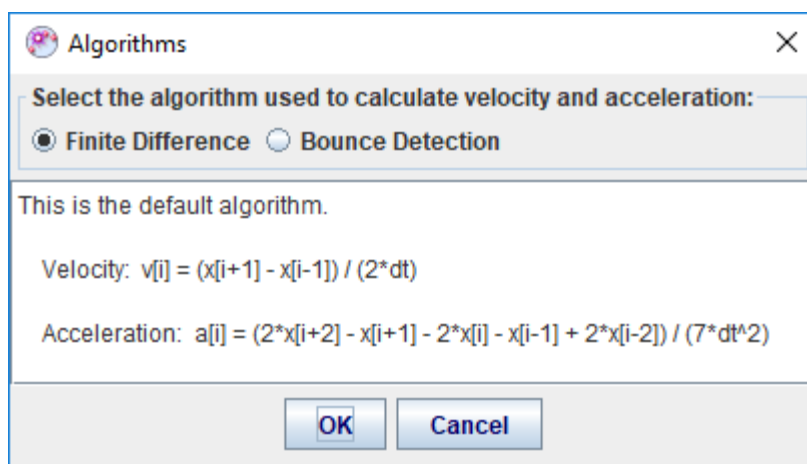 Algorithms
Select the algorithm used to calculate velocity and acceleration:
Finite Difference Bounce Detection
This is the default algorithm.
Velocity: v[i] = (x[i+1] - x[i-1]) / (2*dt)
Acceleration: a[i] = (2*x[i+2] - x[i+1] - 2*x[i] - x[i-1] + 2*x[i-2]) / (7*dt^2)
OK Cancel